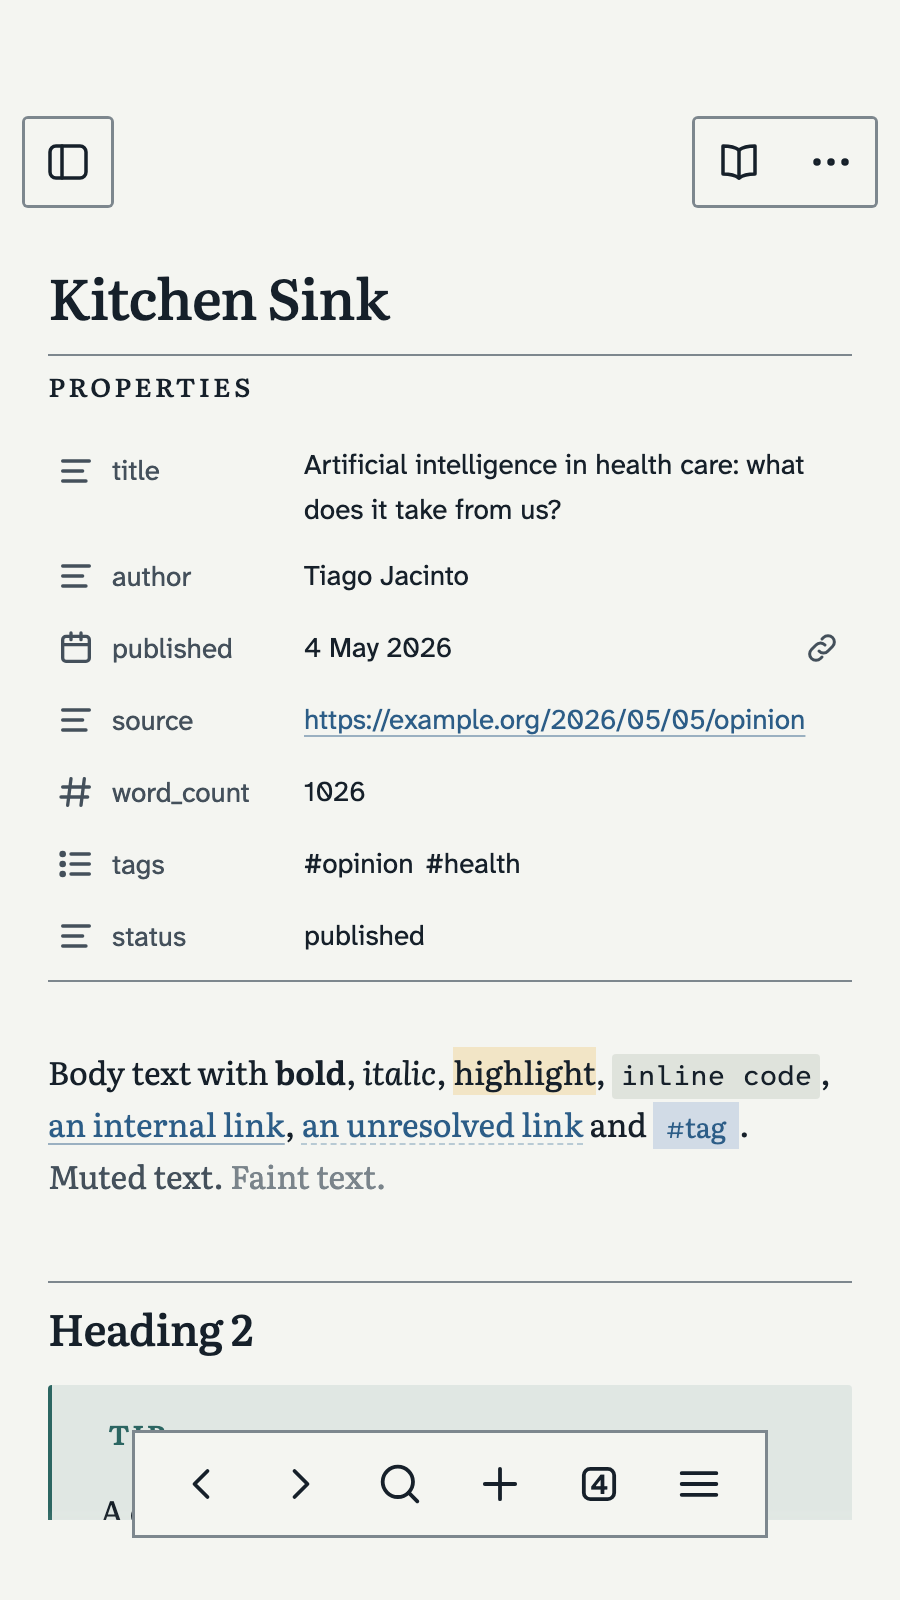 Kitchen Sink
PROPERTIES
title
Artificial intelligence in health care: what
does it take from us?
author Tiago Jacinto
published 4 May 2026
source https://example.org/2026/05/05/opinion
word_count 1026
tags #opinion #health
status published
Body text with bold, italic, highlight, inline code,
an internal link, an unresolved link and #tag.
Muted text. Faint text.
Heading 2
TIP
A
4